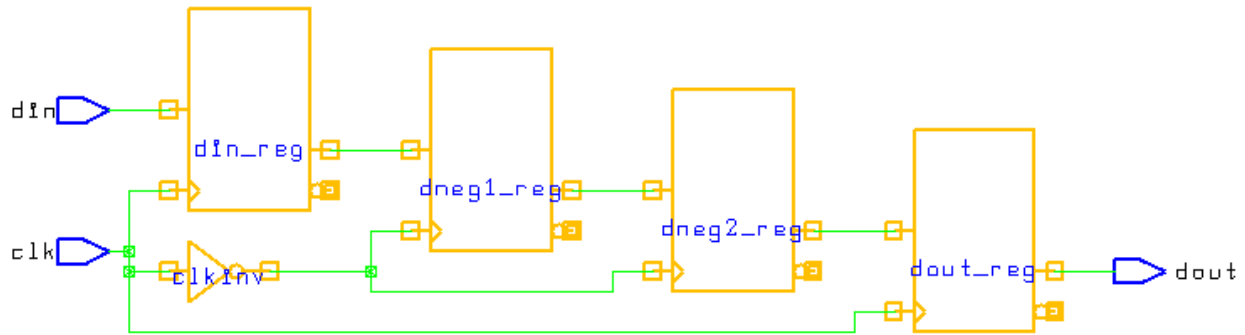 din
din_reg
dneg1_reg
dneg2_reg
clk
clkinv
dout_reg
dout